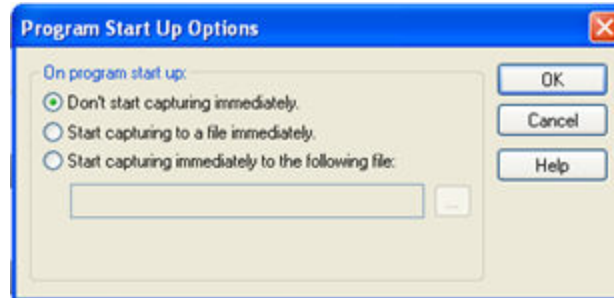 Program Start Up Options
On program start up:
Don't start capturing immediately.
Start capturing to a file immediately.
Start capturing immediately to the following file:
...
OK
Cancel
Help